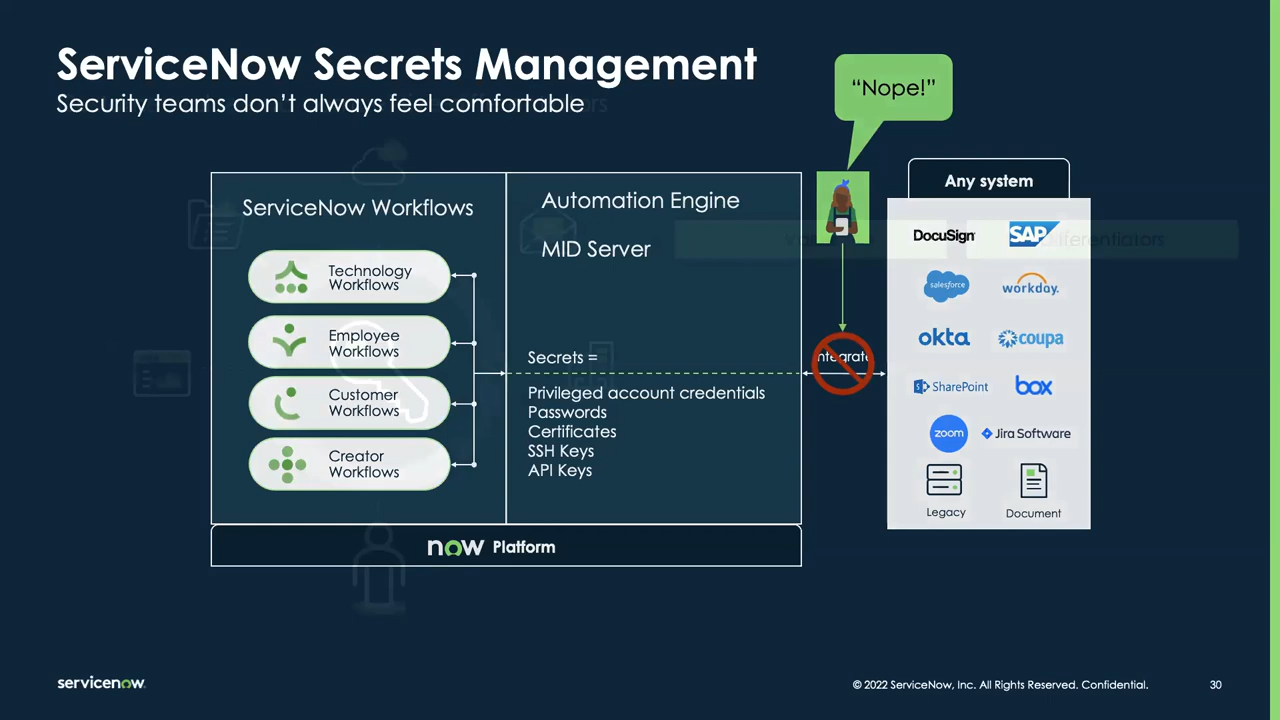 ServiceNow Secrets Management
Security teams don't always feel comfortable
"Nope!"
ServiceNow Workflows
Technology
Workflows
Employee
Workflows
Customer
Workflows
Creator
Workflows
Automation Engine
MID Server
Secrets =
Privileged account credentials
Passwords
Certificates
SSH Keys
API Keys
now Platform
Integrate
Any system
DocuSign
SAP
salesforce
workday.
okta
coupa
SharePoint
box
zoom
Jira Software
Legacy
Document
servicenow
© 2022 ServiceNow, Inc. All Rights Reserved. Confidential.
30